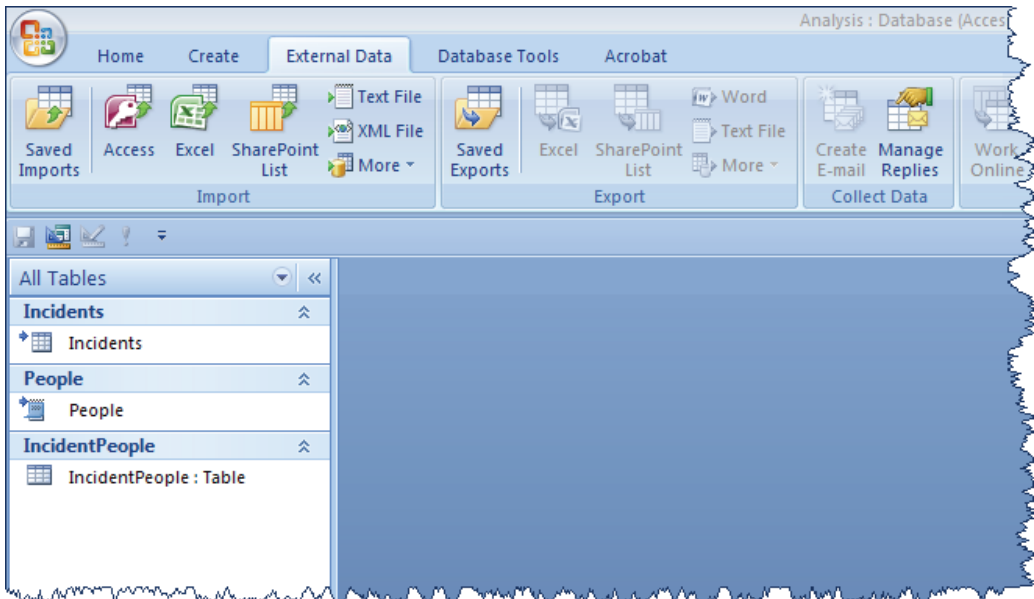 Analysis : Database (Acces
Home Create External Data Database Tools Acrobat
Saved Imports
Access
Excel
SharePoint List
Text File
XML File
More
Import
Saved Exports
Excel
SharePoint List
Word
Text File
More
Export
Create E-mail
Manage Replies
Collect Data
Work Online
All Tables
Incidents
Incidents
People
People
IncidentPeople
IncidentPeople : Table